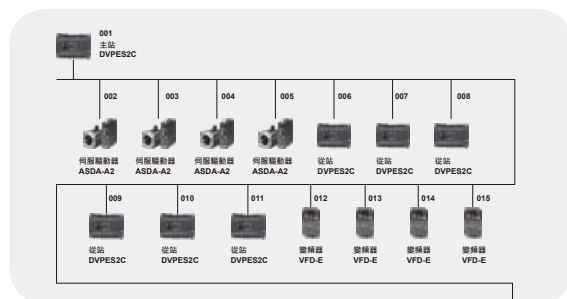 001
主站
DVPES2C
002 003 004 005 006 007 008
伺服驅動器 伺服驅動器 伺服驅動器 伺服驅動器 從站 從站 從站
ASDA-A2 ASDA-A2 ASDA-A2 ASDA-A2 DVPES2C DVPES2C DVPES2C
009 010 011 012 013 014 015
從站 從站 從站 變頻器 變頻器 變頻器 變頻器
DVPES2C DVPES2C DVPES2C VFD-E VFD-E VFD-E VFD-E